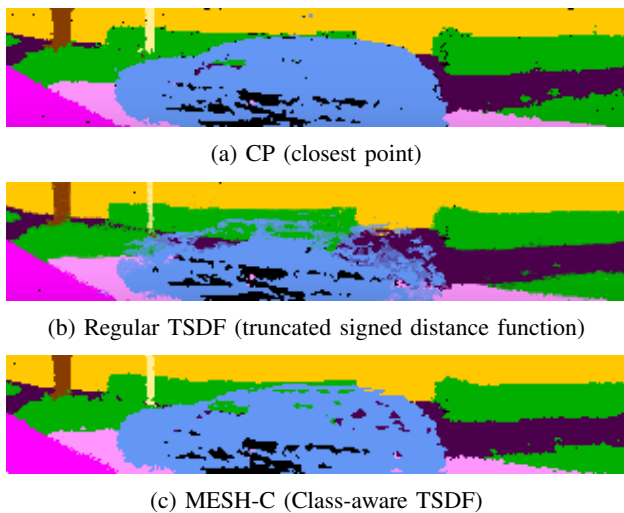 (a) CP (closest point)
(b) Regular TSDF (truncated signed distance function)
(c) MESH-C (Class-aware TSDF)